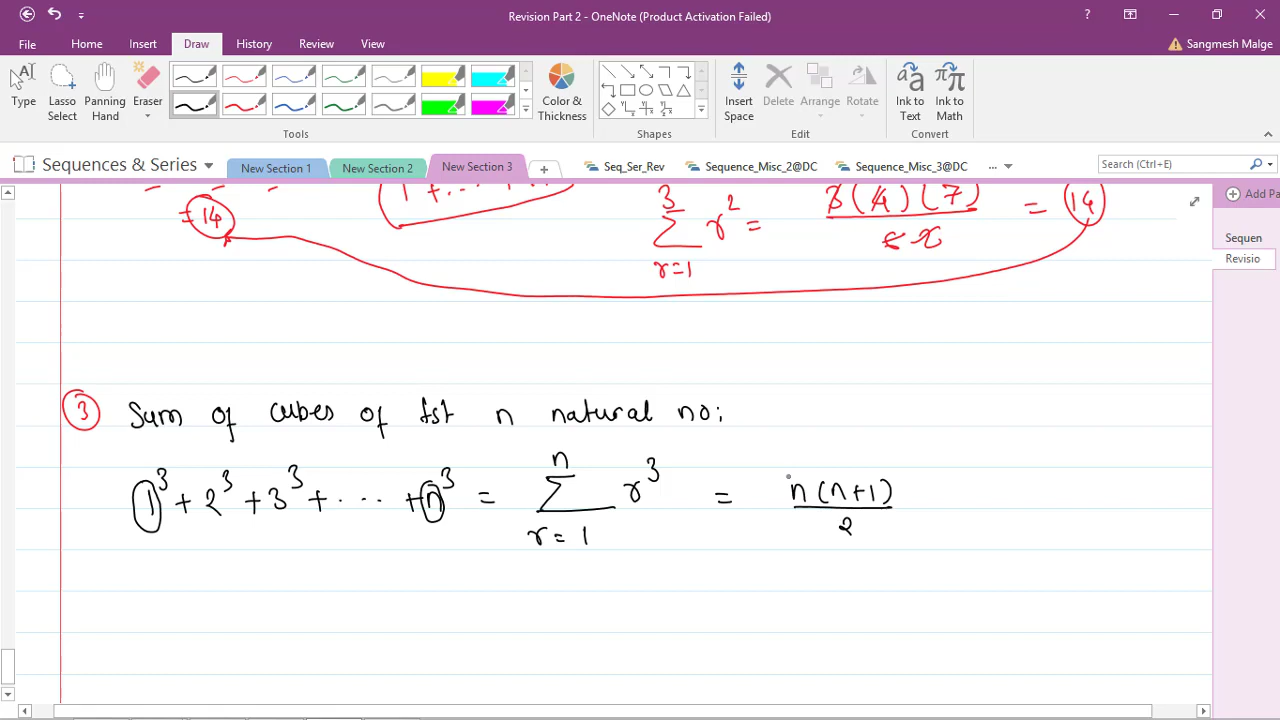 Revision Part 2 - OneNote (Product Activation Failed)
File Home Insert Draw History Review View Sangmesh Malge
Type Lasso Select Panning Hand Eraser Color & Thickness Insert Space Delete Arrange Rotate Ink to Text Ink to Math
Tools Shapes Edit Convert
Sequences & Series New Section 1 New Section 2 New Section 3 Seq_Ser_Rev Sequence_Misc_2@DC Sequence_Misc_3@DC ... Search (Ctrl+E)
Add Pa
Sequen
Revisio
= 14
3 Σ r=1 r² = 3(4)(7) = 14
③ Sum of cubes of 1st n natural no:
1³ + 2³ + 3³ + ... + n³ = n Σ r=1 r³ = n(n+1)/2